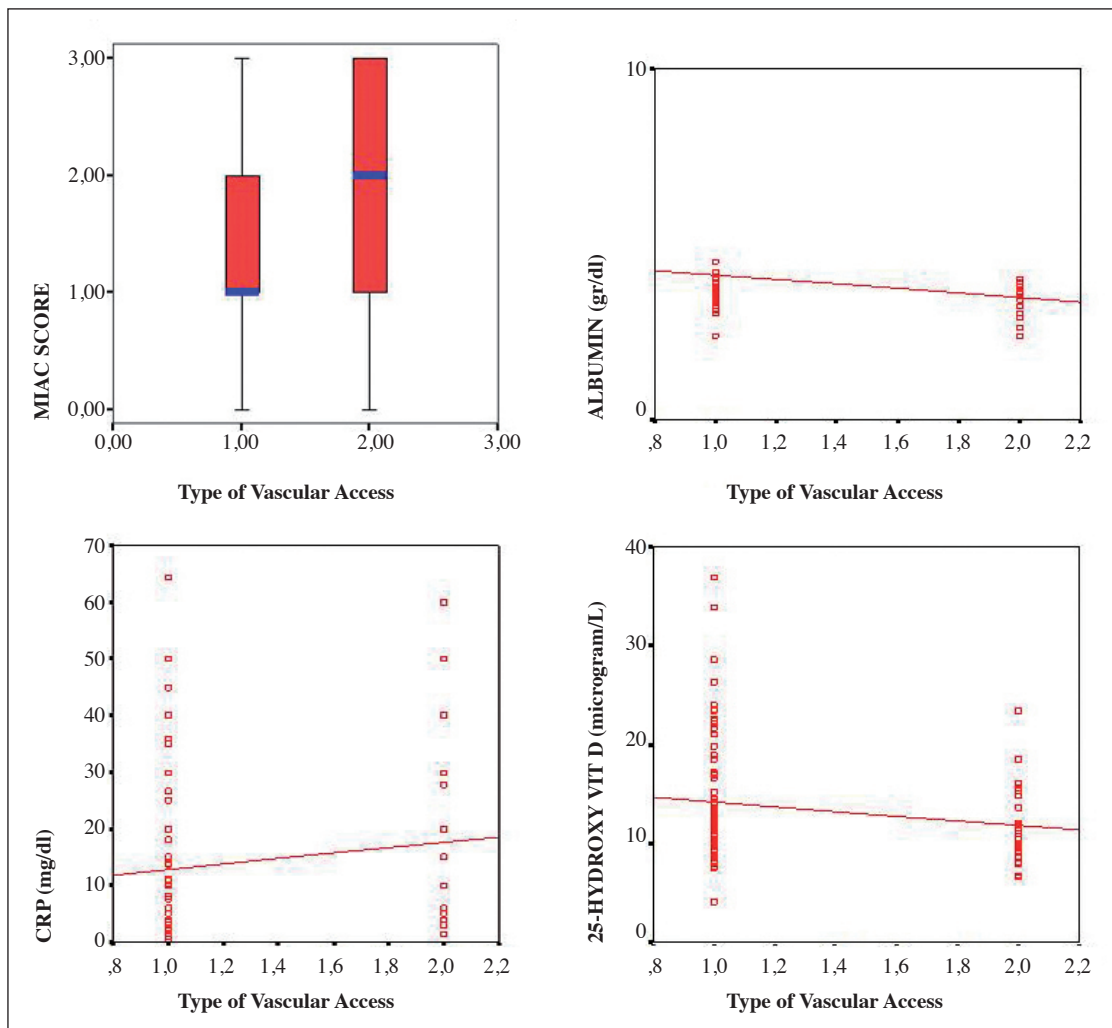 3,00
2,00
1,00
0,00
MIAC SCORE
0,00 1,00 2,00 3,00
Type of Vascular Access
10
0
ALBUMIN (gr/dl)
,8 1,0 1,2 1,4 1,6 1,8 2,0 2,2
Type of Vascular Access
70
60
50
40
30
20
10
0
CRP (mg/dl)
,8 1,0 1,2 1,4 1,6 1,8 2,0 2,2
Type of Vascular Access
40
30
20
10
0
25-HYDROXY VIT D (microgram/L)
,8 1,0 1,2 1,4 1,6 1,8 2,0 2,2
Type of Vascular Access